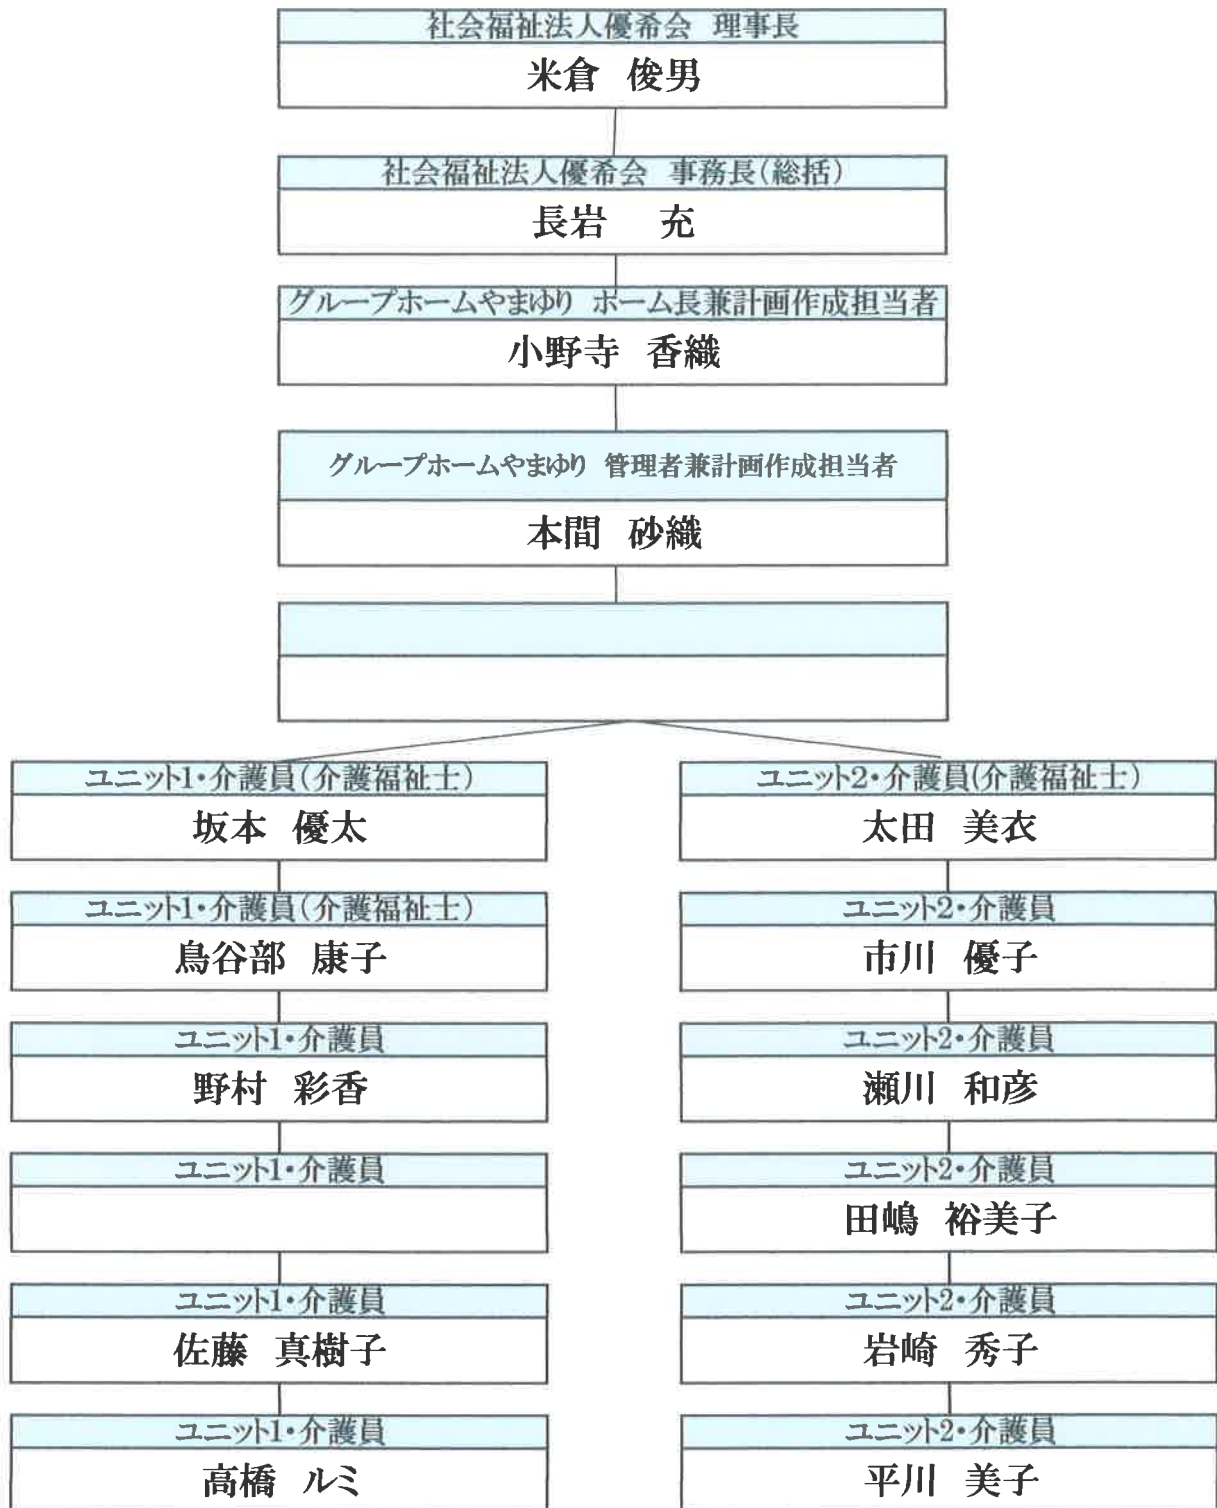 社会福祉法人優希会 理事長
米倉 俊男
社会福祉法人優希会 事務長(総括)
長岩 充
グループホームやまゆり ホーム長兼計画作成担当者
小野寺 香織
グループホームやまゆり 管理者兼計画作成担当者
本間 砂織
ユニット1・介護員(介護福祉士)
坂本 優太
ユニット1・介護員(介護福祉士)
鳥谷部 康子
ユニット1・介護員
野村 彩香
ユニット1・介護員
ユニット1・介護員
佐藤 真樹子
ユニット1・介護員
高橋 ルミ
ユニット2・介護員(介護福祉士)
太田 美衣
ユニット2・介護員
市川 優子
ユニット2・介護員
瀬川 和彦
ユニット2・介護員
田嶋 裕美子
ユニット2・介護員
岩崎 秀子
ユニット2・介護員
平川 美子